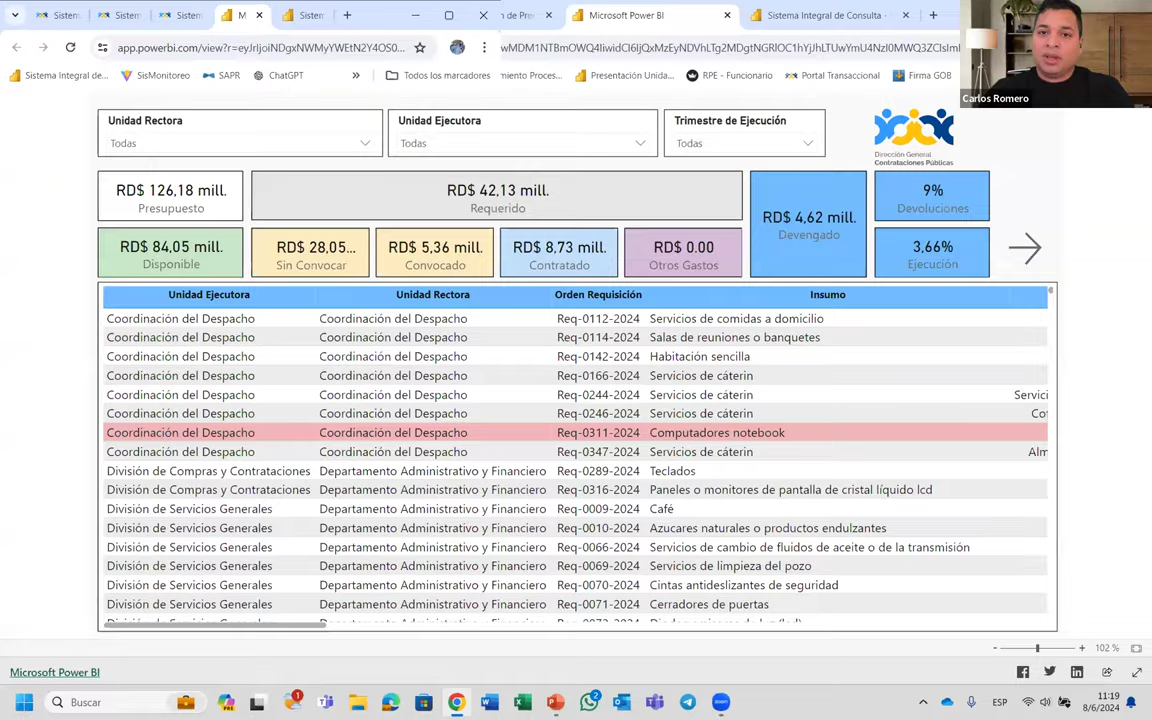 Sistem
Sistem
Sistem
M
Sistem
n de Pre
Microsoft Power BI
Sistema Integral de Consulta -
app.powerbi.com/view?r=eyJrIjoiNDgxNWMyYWEtN2Y4OS0...
Sistema Integral de...
SisMonitoreo
SAPR
ChatGPT
»
Todos los marcadores
miento Proces...
Presentación Unida...
RPE - Funcionario
Portal Transaccional
Firma GOB
Carlos Romero
Unidad Rectora
Todas
Unidad Ejecutora
Todas
Trimestre de Ejecución
Todas
Dirección General
Contrataciones Públicas
RD$ 126,18 mill.
Presupuesto
RD$ 42,13 mill.
Requerido
RD$ 4,62 mill.
Devengado
9%
Devoluciones
RD$ 84,05 mill.
Disponible
RD$ 28,05...
Sin Convocar
RD$ 5,36 mill.
Convocado
RD$ 8,73 mill.
Contratado
RD$ 0.00
Otros Gastos
3,66%
Ejecución
Unidad Ejecutora Unidad Rectora Orden Requisición Insumo
Coordinación del Despacho Coordinación del Despacho Req-0112-2024 Servicios de comidas a domicilio
Coordinación del Despacho Coordinación del Despacho Req-0114-2024 Salas de reuniones o banquetes
Coordinación del Despacho Coordinación del Despacho Req-0142-2024 Habitación sencilla
Coordinación del Despacho Coordinación del Despacho Req-0166-2024 Servicios de cáterin
Coordinación del Despacho Coordinación del Despacho Req-0244-2024 Servicios de cáterin Servici
Coordinación del Despacho Coordinación del Despacho Req-0246-2024 Servicios de cáterin Cof
Coordinación del Despacho Coordinación del Despacho Req-0311-2024 Computadores notebook
Coordinación del Despacho Coordinación del Despacho Req-0347-2024 Servicios de cáterin Alm
División de Compras y Contrataciones Departamento Administrativo y Financiero Req-0289-2024 Teclados
División de Compras y Contrataciones Departamento Administrativo y Financiero Req-0316-2024 Paneles o monitores de pantalla de cristal líquido lcd
División de Servicios Generales Departamento Administrativo y Financiero Req-0009-2024 Café
División de Servicios Generales Departamento Administrativo y Financiero Req-0010-2024 Azucares naturales o productos endulzantes
División de Servicios Generales Departamento Administrativo y Financiero Req-0066-2024 Servicios de cambio de fluidos de aceite o de la transmisión
División de Servicios Generales Departamento Administrativo y Financiero Req-0069-2024 Servicios de limpieza del pozo
División de Servicios Generales Departamento Administrativo y Financiero Req-0070-2024 Cintas antideslizantes de seguridad
División de Servicios Generales Departamento Administrativo y Financiero Req-0071-2024 Cerradores de puertas
- + 102 %
Microsoft Power BI
Buscar
1
2
ESP
11:19
8/6/2024